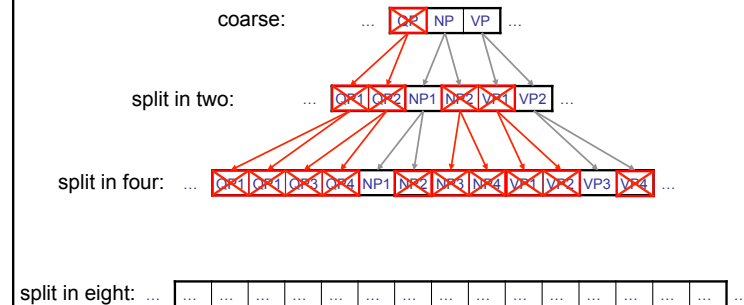 coarse: ... QP NP VP ...
split in two: ... QP1 QP2 NP1 NP2 VP1 VP2 ...
split in four: ... QP1 QP1 QP3 QP4 NP1 NP2 NP3 NP4 VP1 VP2 VP3 VP4 ...
split in eight: ... ... ... ... ... ... ... ... ... ... ... ... ... ... ...